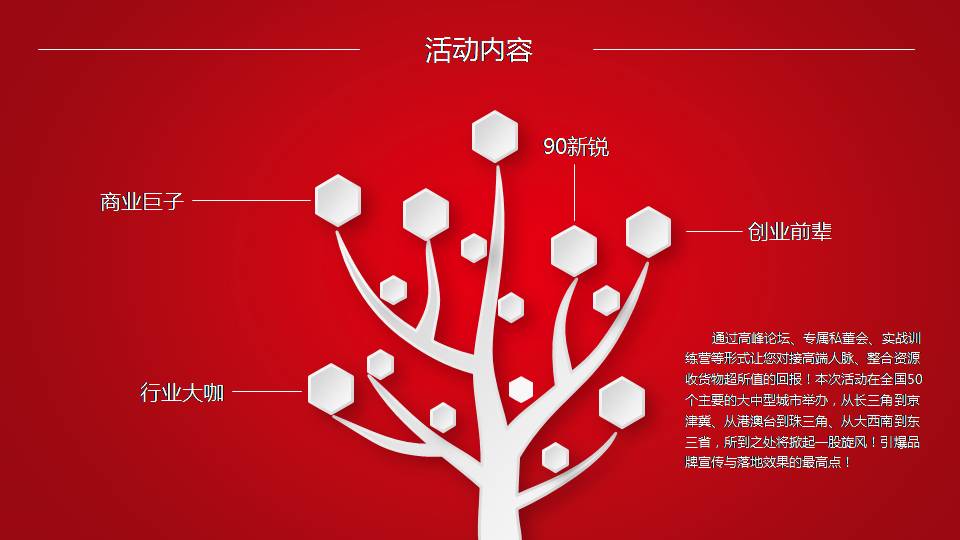 活动内容
90新锐
商业巨子
创业前辈
行业大咖
通过高峰论坛、专属私董会、实战训
练营等形式让您对接高端人脉、整合资源
收货物超所值的回报！本次活动在全国50
个主要的大中型城市举办，从长三角到京
津冀、从港澳台到珠三角、从大西南到东
三省，所到之处将掀起一股旋风！引爆品
牌宣传与落地效果的最高点！